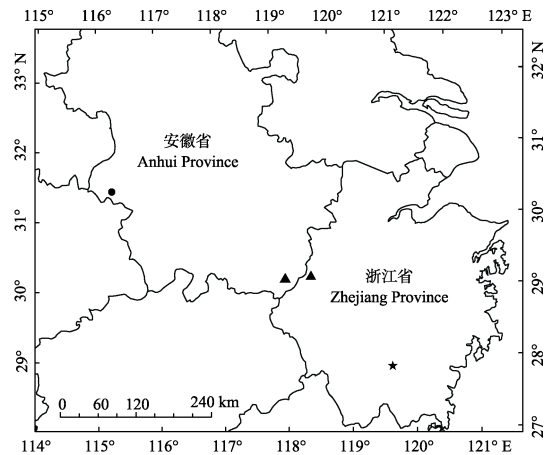 115° 116° 117° 118° 119° 120° 121° 122° 123° E
33° N
32° N
安徽省
Anhui Province
32°
31°
31°
30°
浙江省
Zhejiang Province
30°
29°
29°
28°
0 60 120 240 km
27°
114° 115° 116° 117° 118° 119° 120° 121° E